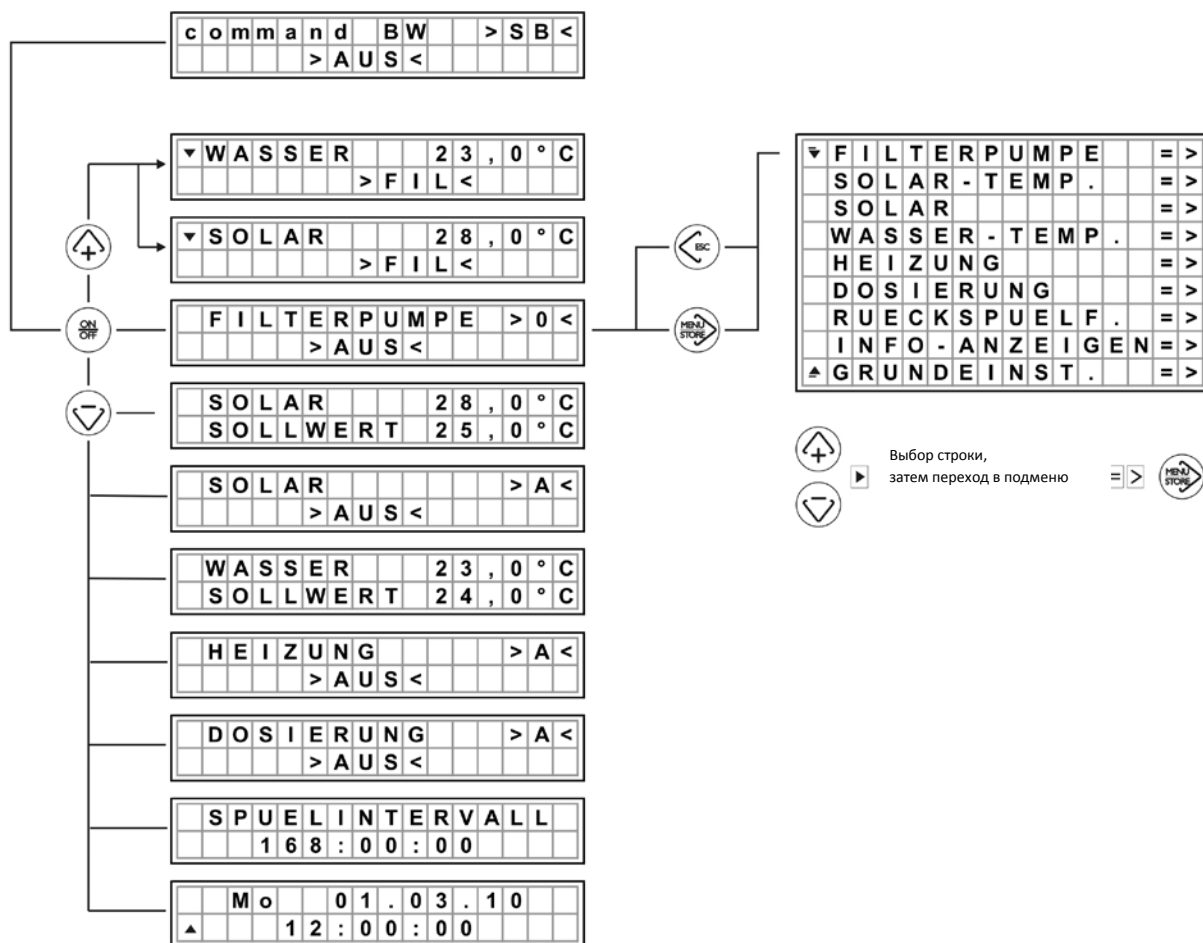 command BW >SB<
>AUS<
▼WASSER 23,0°C
>FIL<
▼SOLAR 28,0°C
>FIL<
FILTERPUMPE >0<
>AUS<
SOLAR 28,0°C
SOLLWERT 25,0°C
SOLAR >A<
>AUS<
WASSER 23,0°C
SOLLWERT 24,0°C
HEIZUNG >A<
>AUS<
DOSIERUNG >A<
>AUS<
SPUELINTERVALL
168:00:00
Mo 01.03.10
▲ 12:00:00
+
ON
OFF
−
ESC
MENU
STORE
▼FILTERPUMPE =>
SOLAR-TEMP. =>
SOLAR =>
WASSER-TEMP. =>
HEIZUNG =>
DOSIERUNG =>
RUECKSPUELF. =>
INFO-ANZEIGEN=>
▲GRUNDEINST. =>
+
−
Выбор строки,
затем переход в подменю
=>
MENU
STORE